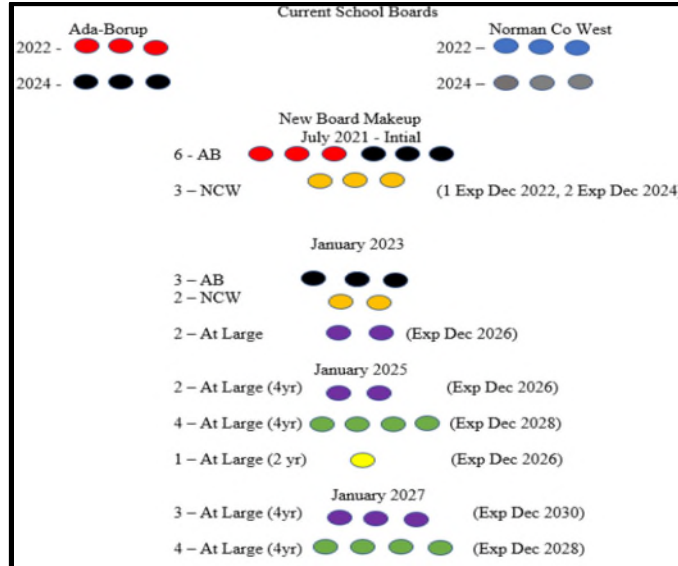 Current School Boards
Ada-Borup Norman Co West
2022 - 2022 –
2024 - 2024 –
New Board Makeup
July 2021 - Intial
6 - AB
3 – NCW (1 Exp Dec 2022, 2 Exp Dec 2024)
January 2023
3 – AB
2 – NCW
2 – At Large (Exp Dec 2026)
January 2025
2 – At Large (4yr) (Exp Dec 2026)
4 – At Large (4yr) (Exp Dec 2028)
1 – At Large (2 yr) (Exp Dec 2026)
January 2027
3 – At Large (4yr) (Exp Dec 2030)
4 – At Large (4yr) (Exp Dec 2028)